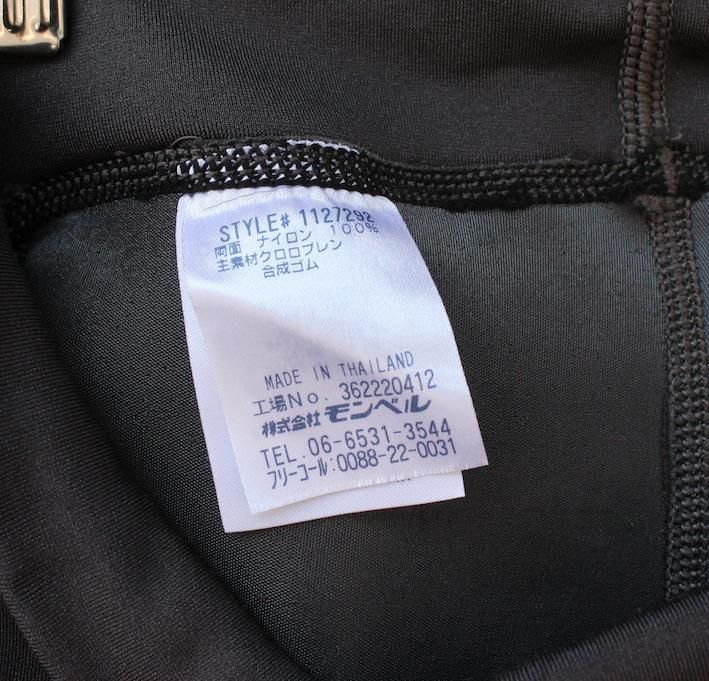 STYLE# 1127292
両面 ナイロン 100%
主素材クロロプレン
合成ゴム
MADE IN THAILAND
工場No. 362220412
株式会社 モンベル
TEL. 06-6531-3544
フリーコール:0088-22-0031